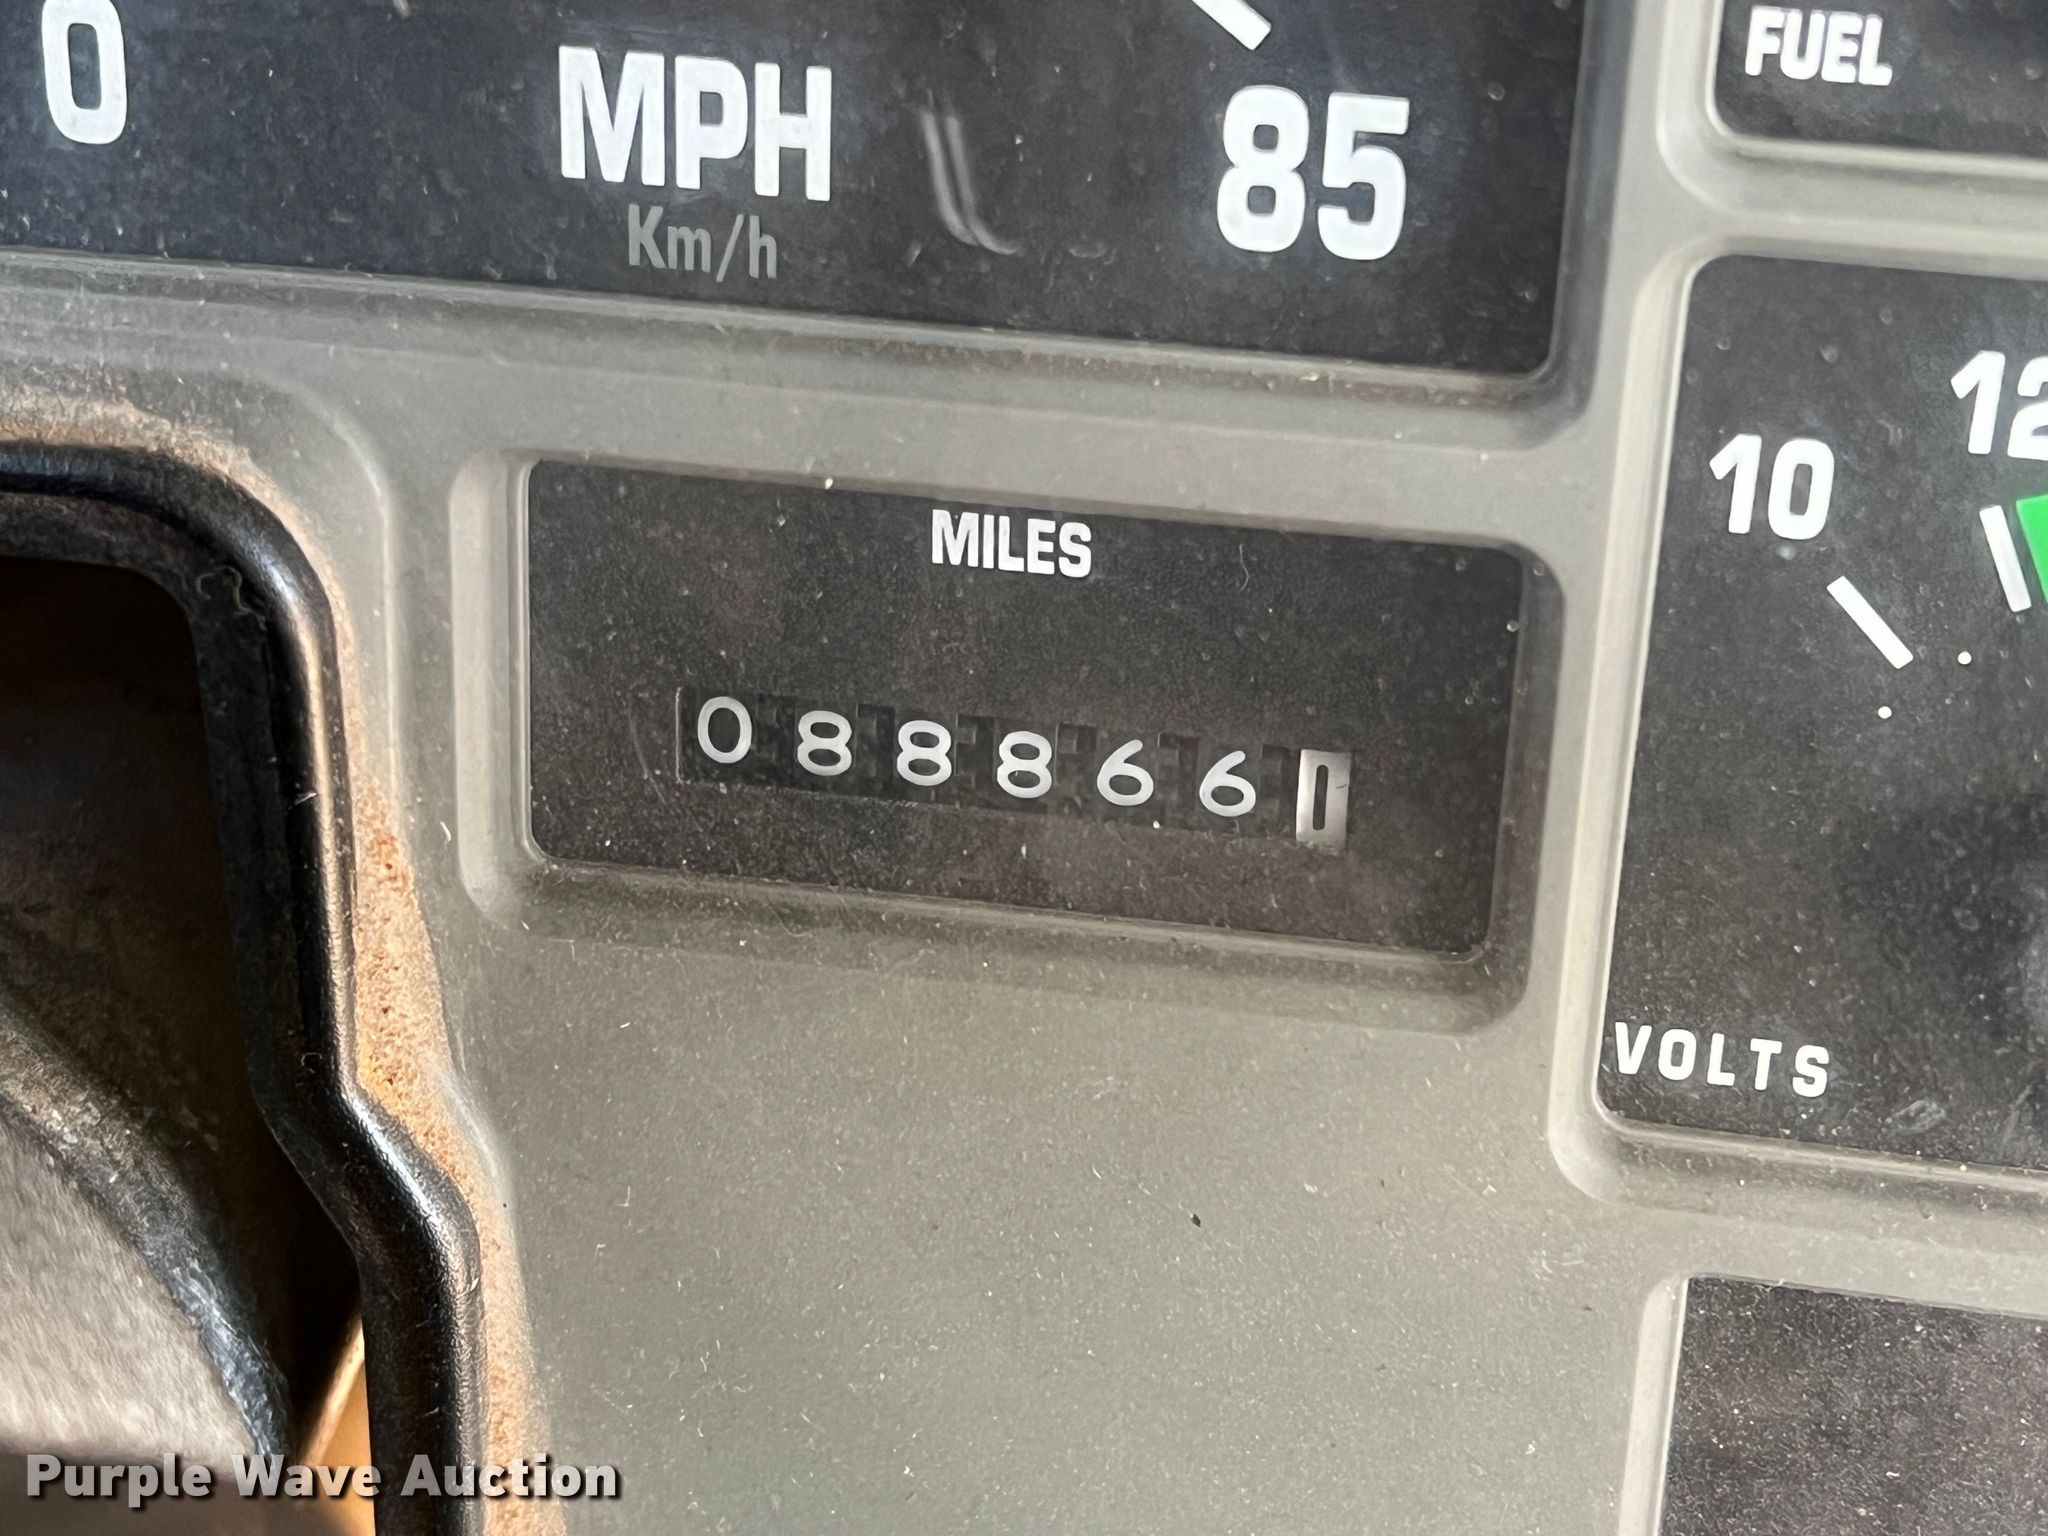 0
MPH
Km/h
85
FUEL
10
12
MILES
0888660
VOLTS
Purple Wave Auction